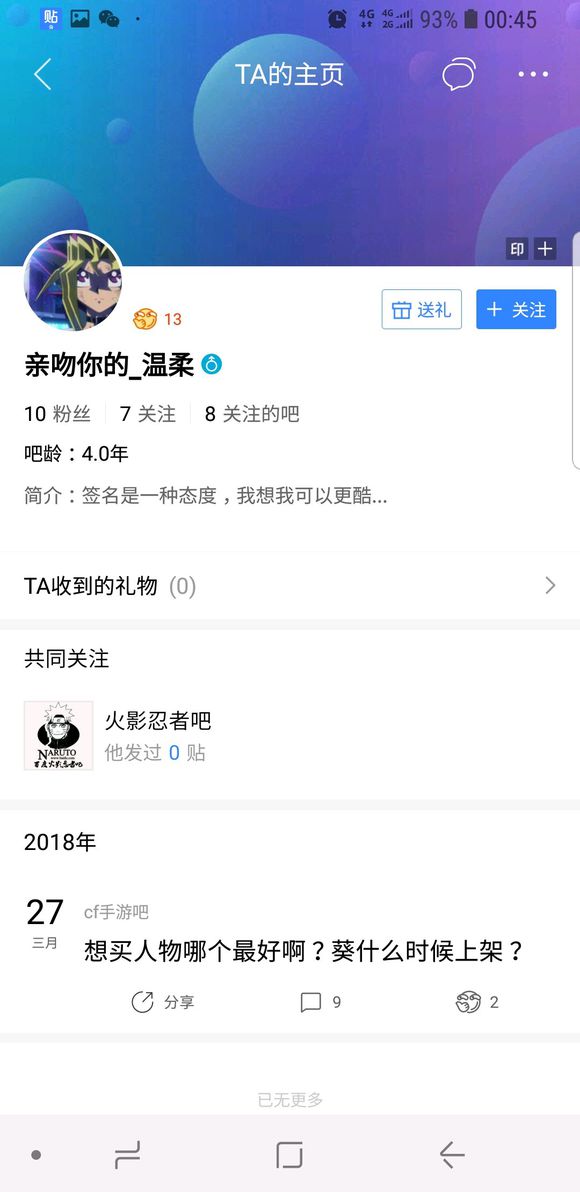 贴
4G
4G
2G
93%
00:45
TA的主页
印
13
送礼
关注
亲吻你的_温柔
10 粉丝 7 关注 8 关注的吧
吧龄：4.0年
简介：签名是一种态度，我想我可以更酷...
TA收到的礼物 (0)
共同关注
火影忍者吧
他发过 0 贴
NARUTO
2018年
27
三月
cf手游吧
想买人物哪个最好啊？葵什么时候上架？
分享
9
2
已无更多